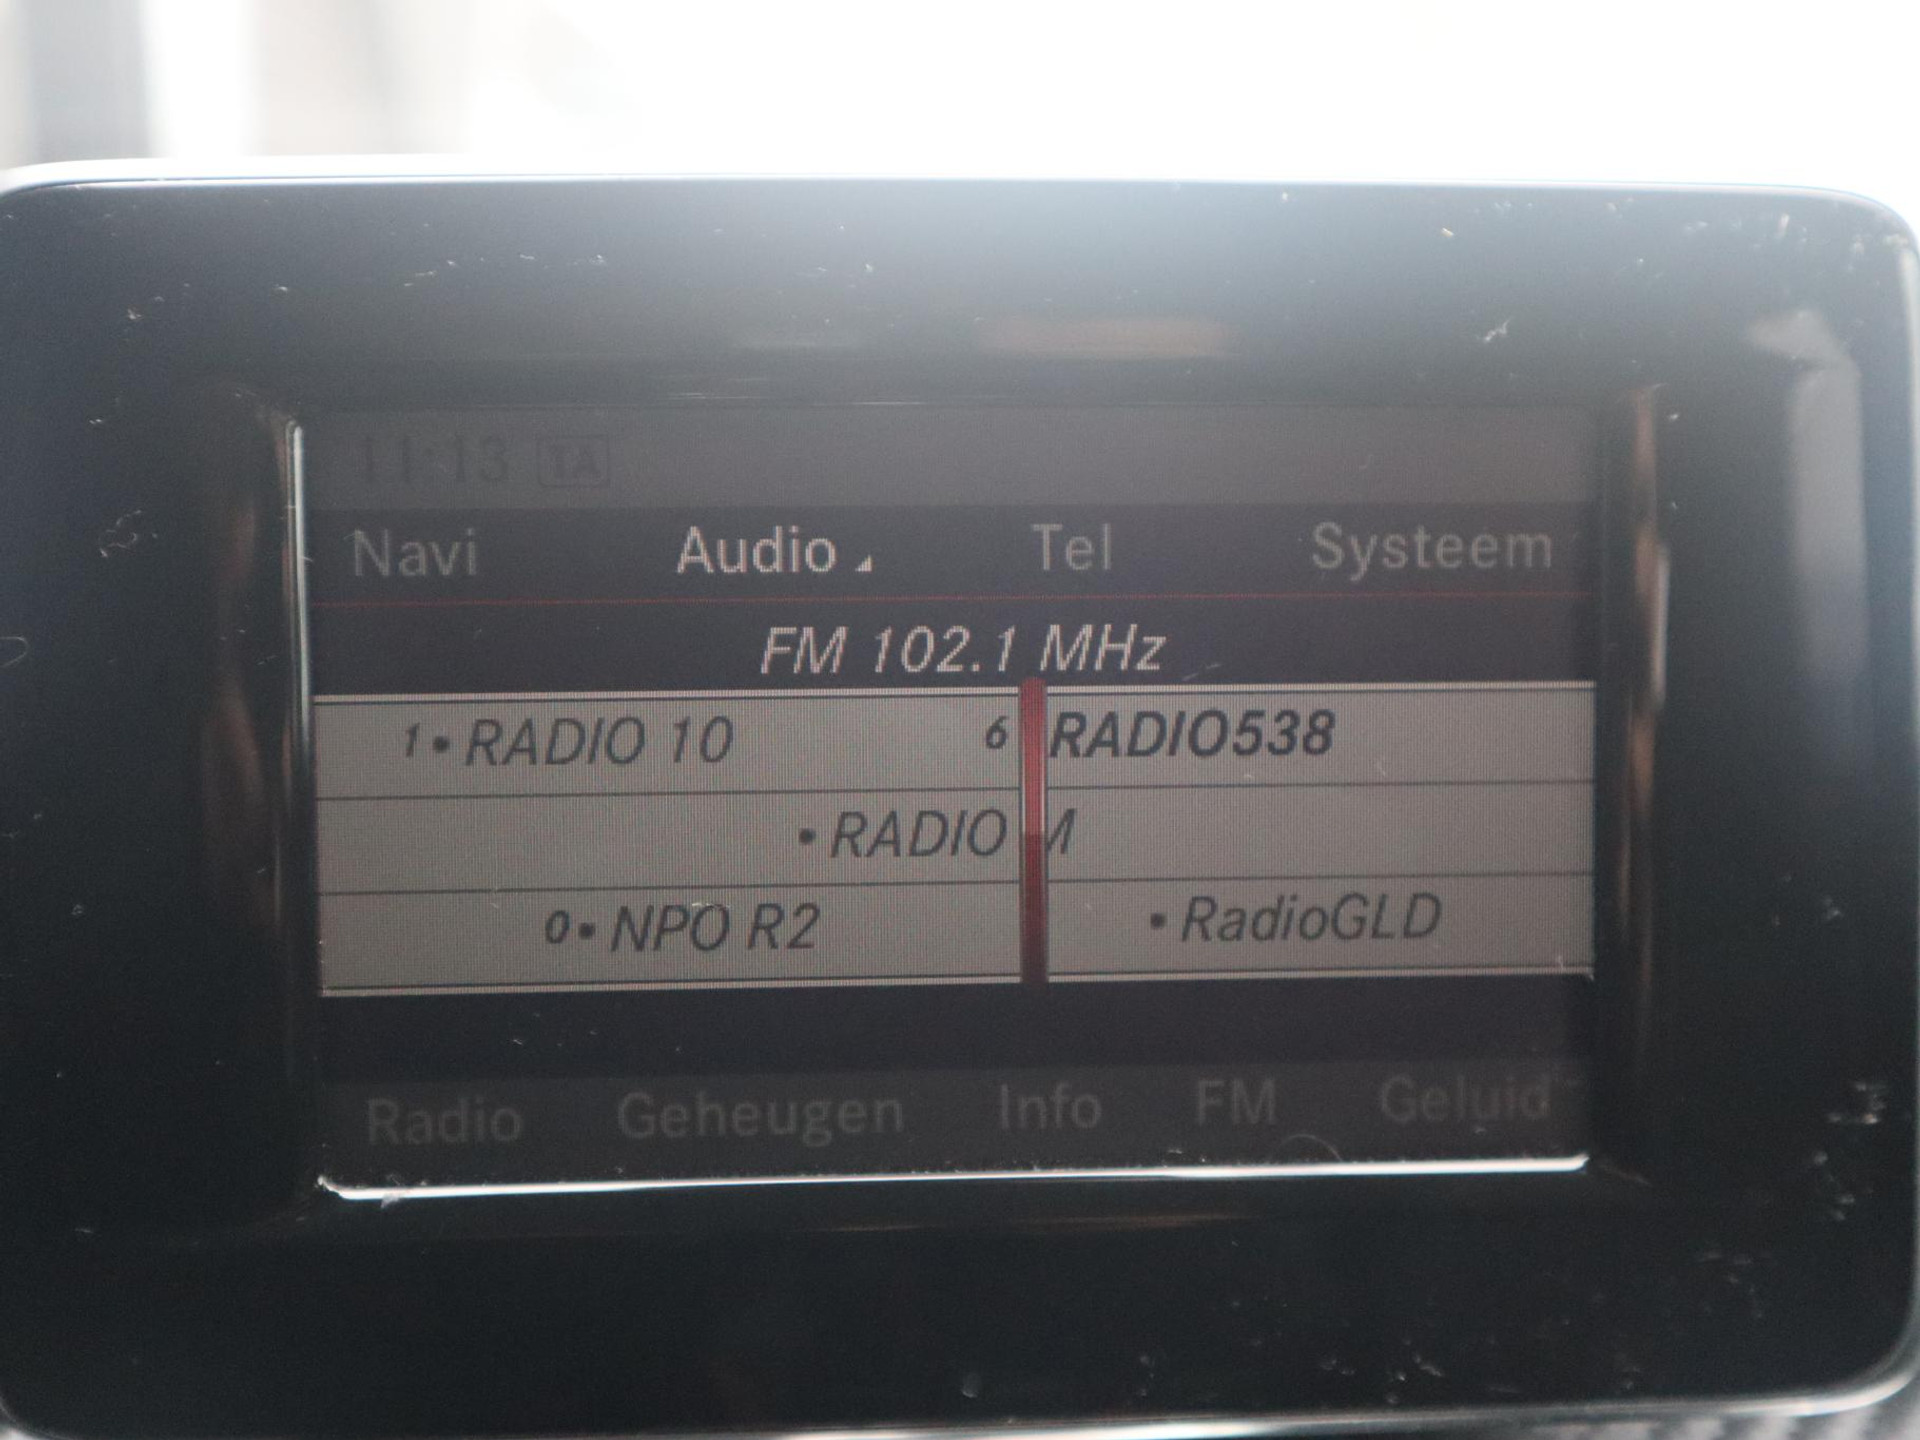 11:13 TA
Navi Audio Tel Systeem
FM 102.1 MHz
1 • RADIO 10 6 RADIO538
• RADIO M
0 • NPO R2 • RadioGLD
Radio Geheugen Info FM Geluid